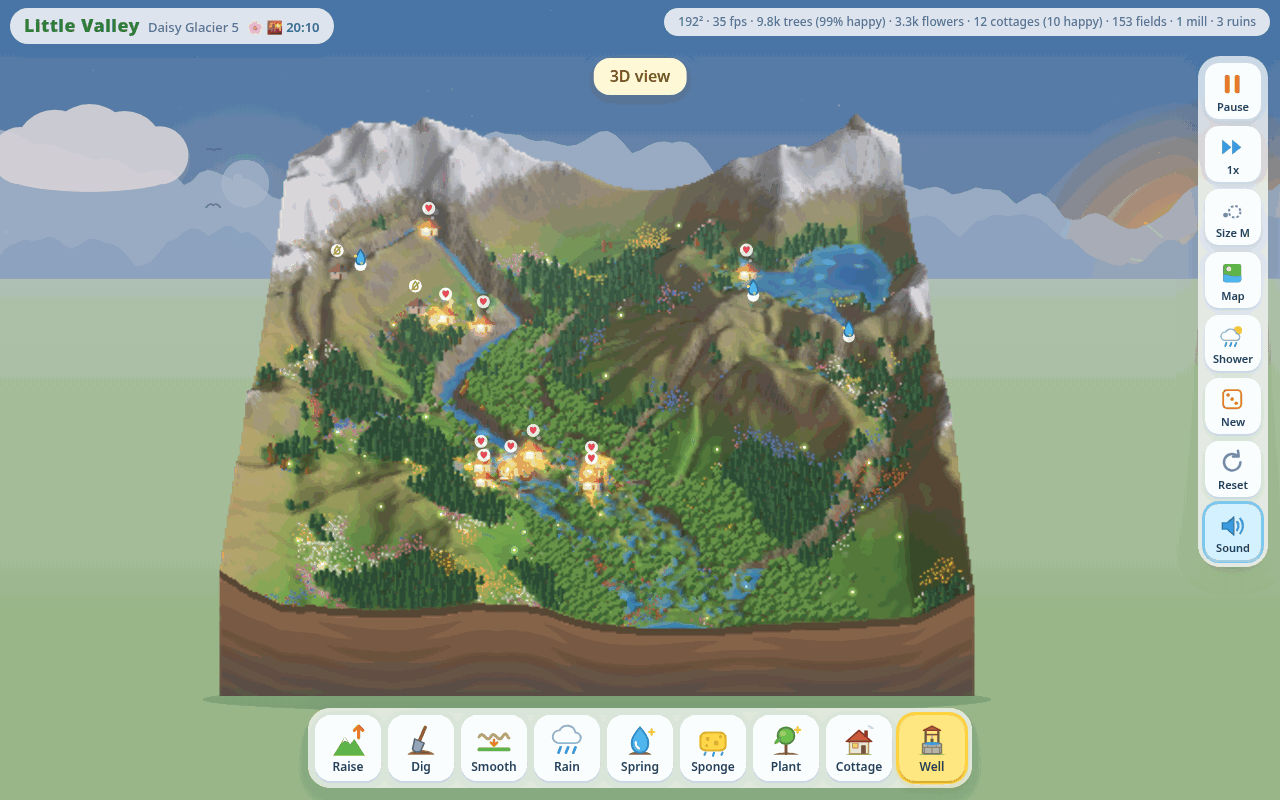 Little Valley Daisy Glacier 5 20:10
192² · 35 fps · 9.8k trees (99% happy) · 3.3k flowers · 12 cottages (10 happy) · 153 fields · 1 mill · 3 ruins
3D view
Pause
1x
Size M
Map
Shower
New
Reset
Sound
Raise Dig Smooth Rain Spring Sponge Plant Cottage Well